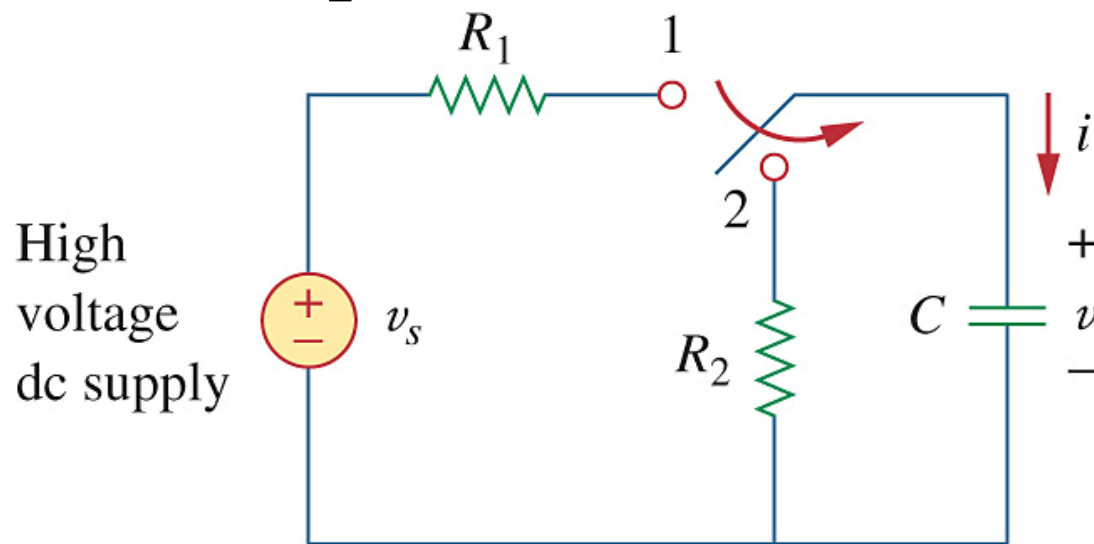 R₁
1
i
2
High
voltage
dc supply
+
−
vₛ
R₂
C
+
v
−